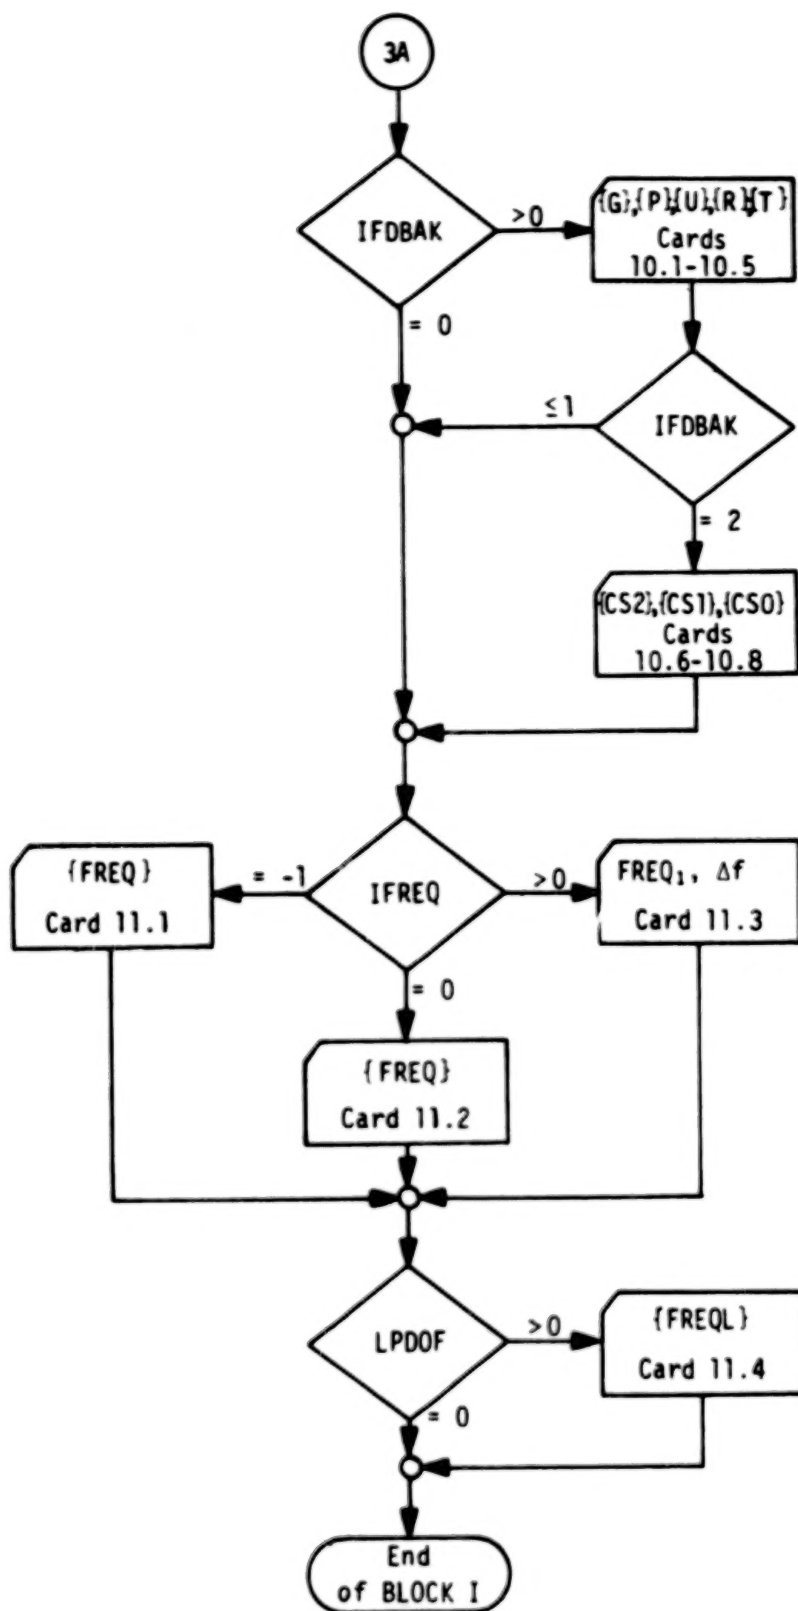 3A
IFDBAK
>0
{G},{P},{U},{R},{T}
Cards
10.1-10.5
= 0
≤1
IFDBAK
= 2
{CS2},{CS1},{CS0}
Cards
10.6-10.8
{FREQ}
Card 11.1
= -1
IFREQ
>0
FREQ₁, Δf
Card 11.3
= 0
{FREQ}
Card 11.2
LPDOF
>0
{FREQL}
Card 11.4
= 0
End
of BLOCK I